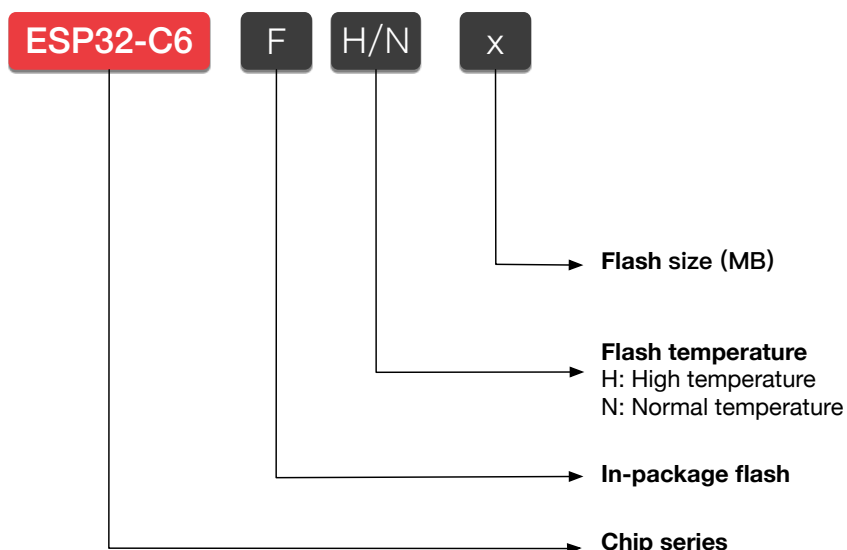 ESP32-C6 F H/N x
Flash size (MB)
Flash temperature
H: High temperature
N: Normal temperature
In-package flash
Chip series